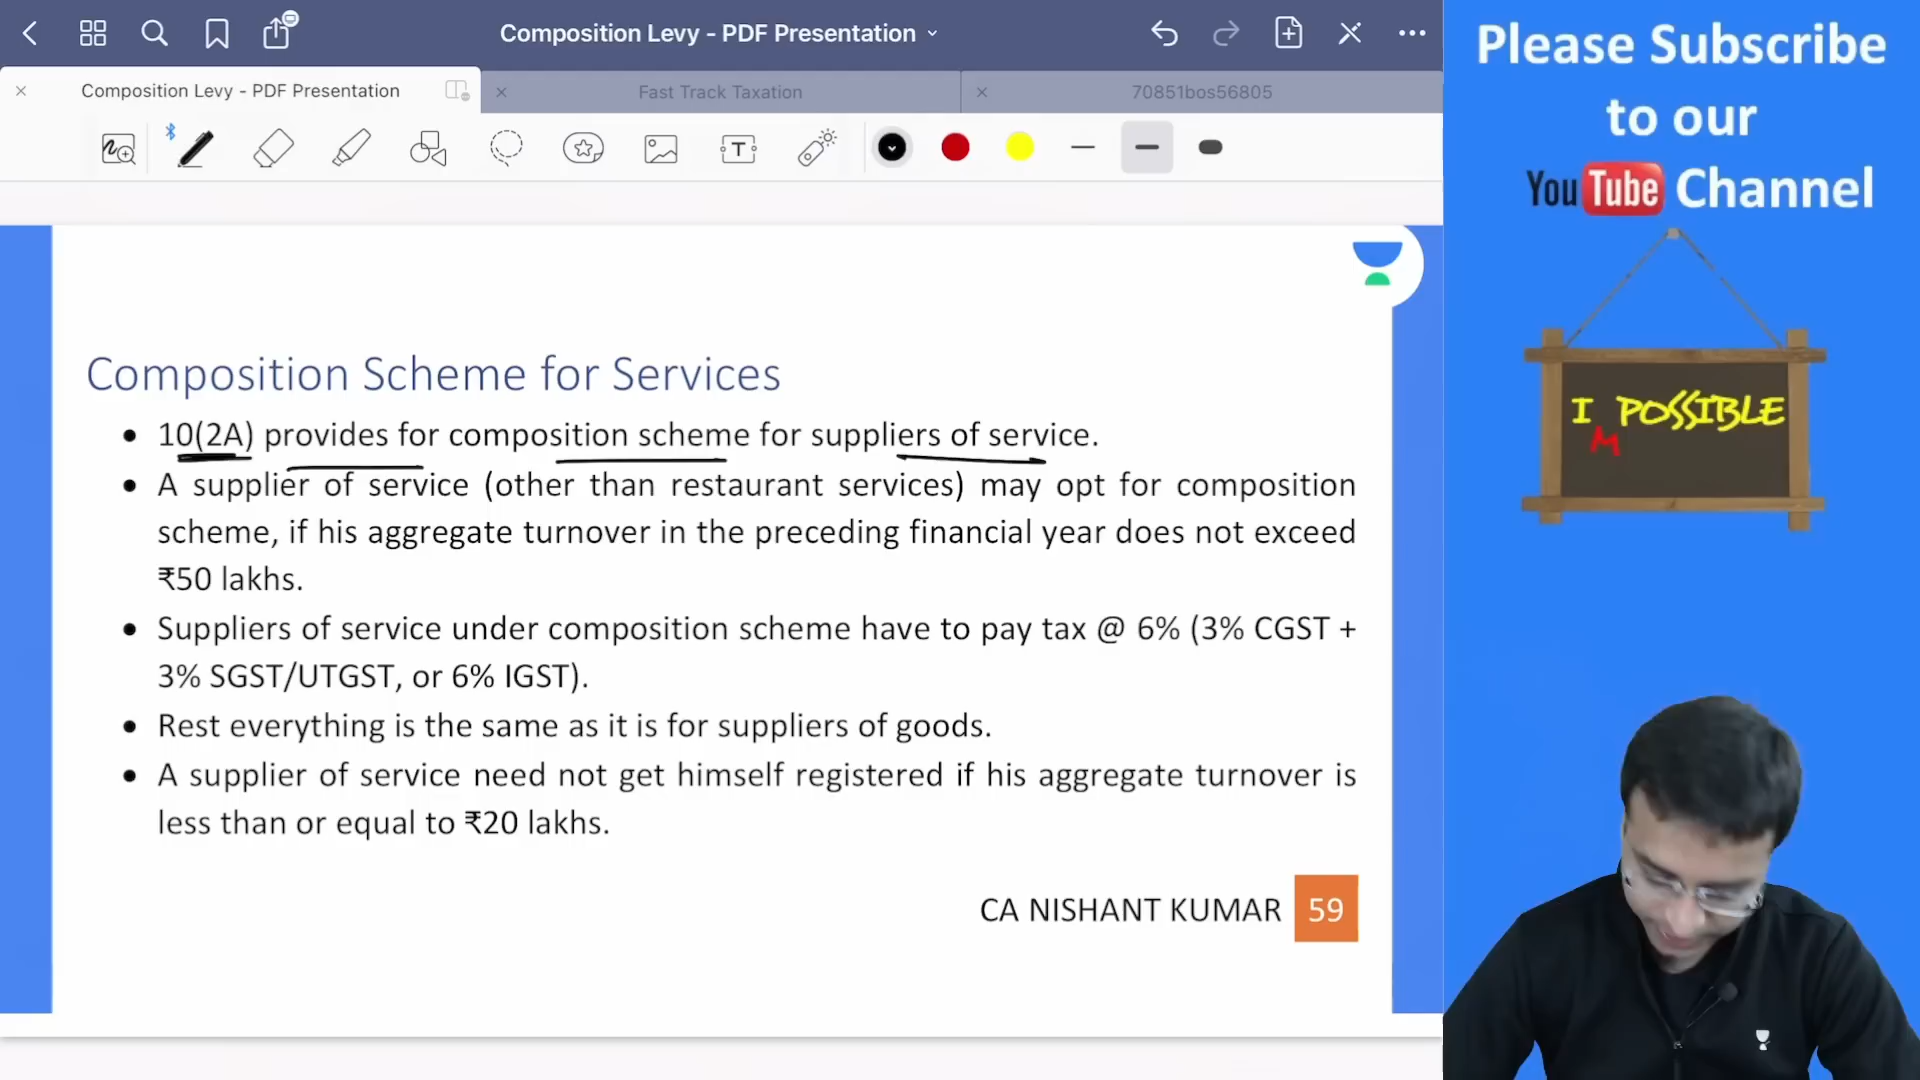 Composition Levy - PDF Presentation
Composition Levy - PDF Presentation
Fast Track Taxation
70851bos56805
T
Please Subscribe
to our
YouTube Channel
I POSSIBLE
M
Composition Scheme for Services
• 10(2A) provides for composition scheme for suppliers of service.
• A supplier of service (other than restaurant services) may opt for composition
scheme, if his aggregate turnover in the preceding financial year does not exceed
₹50 lakhs.
• Suppliers of service under composition scheme have to pay tax @ 6% (3% CGST +
3% SGST/UTGST, or 6% IGST).
• Rest everything is the same as it is for suppliers of goods.
• A supplier of service need not get himself registered if his aggregate turnover is
less than or equal to ₹20 lakhs.
CA NISHANT KUMAR 59